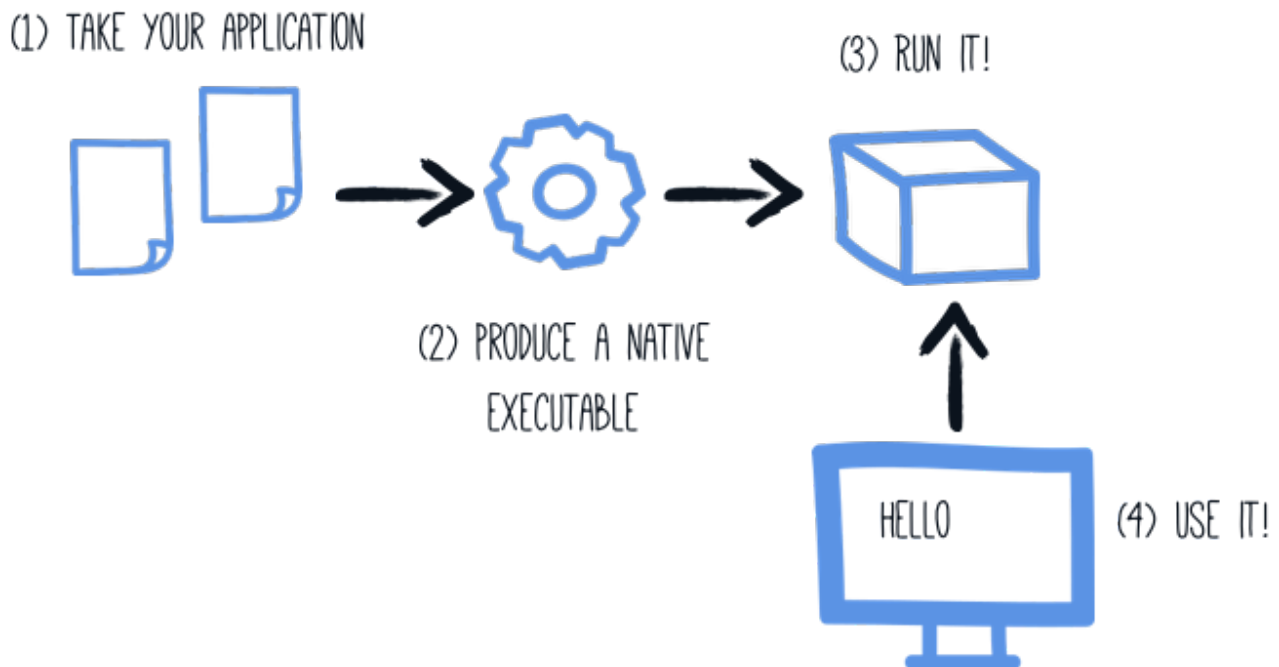 (1) TAKE YOUR APPLICATION
(3) RUN IT!
(2) PRODUCE A NATIVE
EXECUTABLE
HELLO
(4) USE IT!